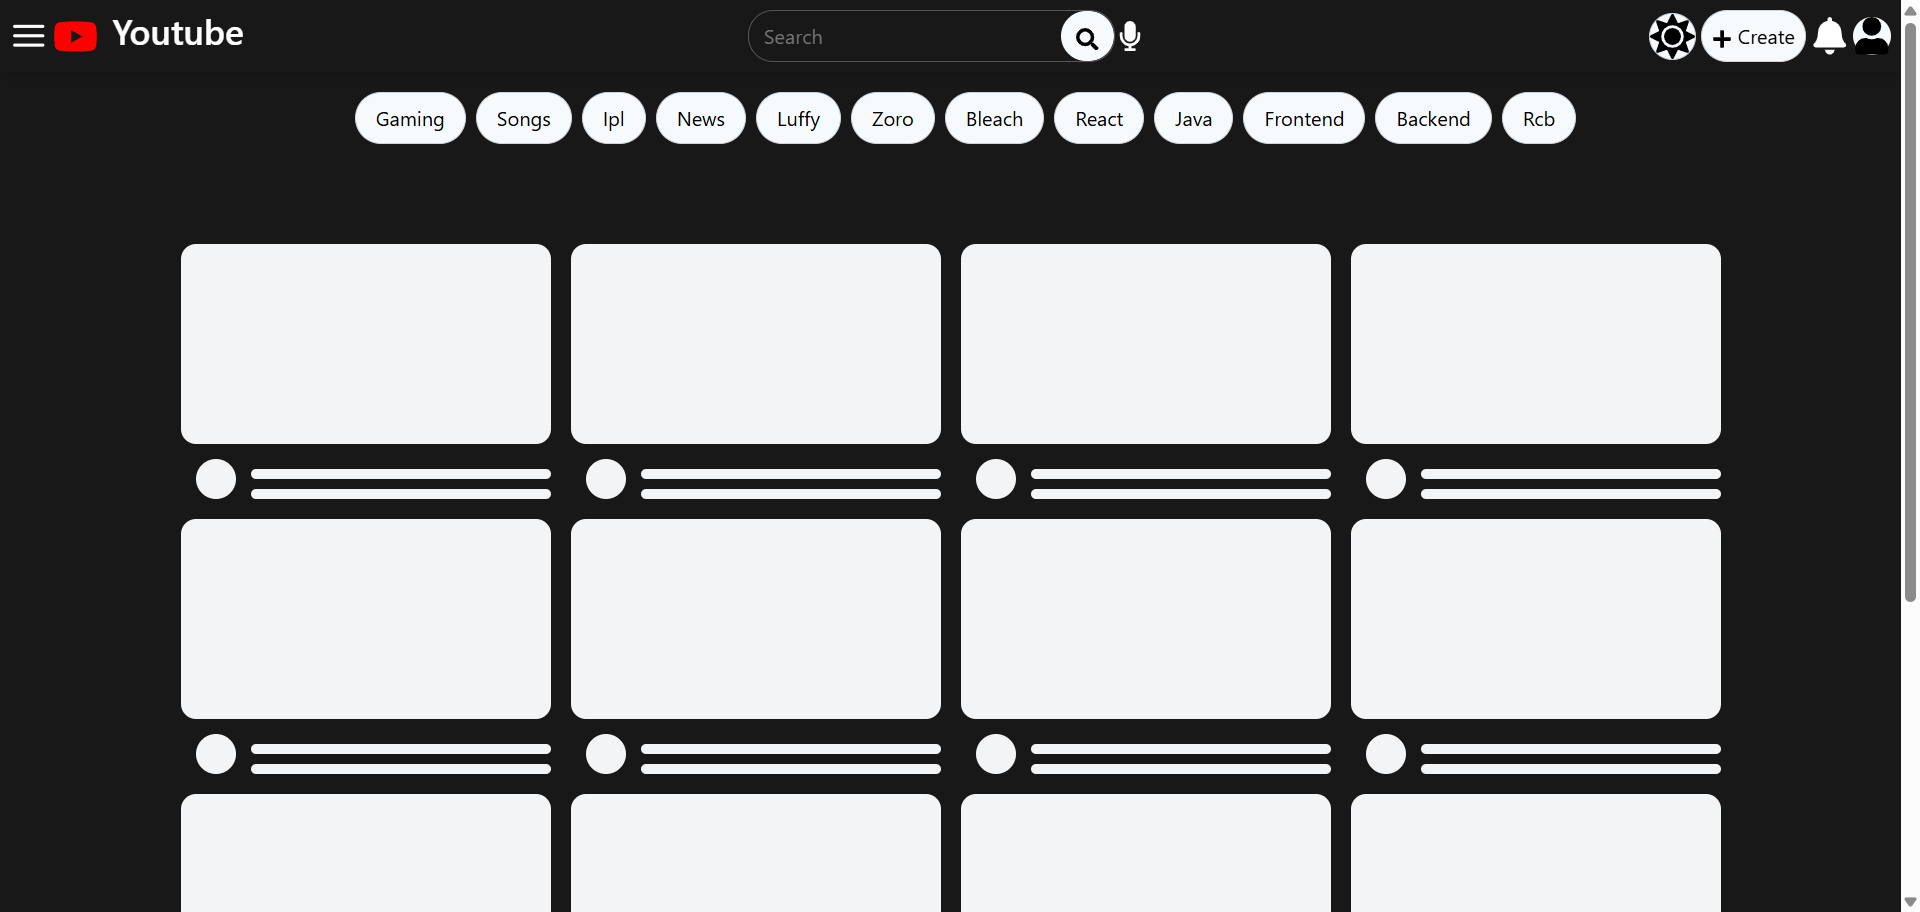 Youtube
Search
Create
Gaming Songs Ipl News Luffy Zoro Bleach React Java Frontend Backend Rcb